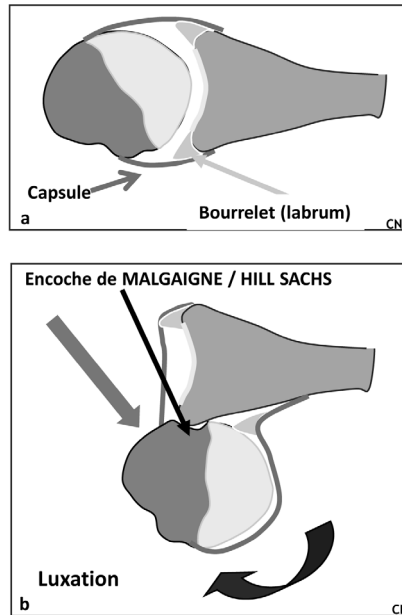 Capsule
Bourrelet (labrum)
a
CN
Encoche de MALGAIGNE / HILL SACHS
Luxation
b